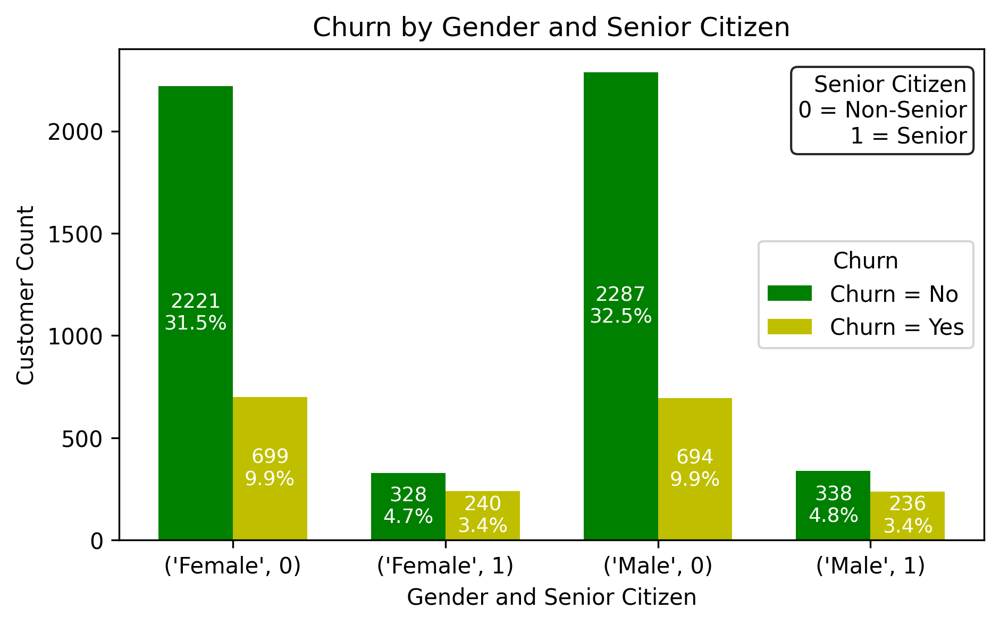 Churn by Gender and Senior Citizen
Customer Count
2000
1500
1000
500
0
2221
31.5%
699
9.9%
328
4.7%
240
3.4%
2287
32.5%
694
9.9%
338
4.8%
236
3.4%
Senior Citizen
0 = Non-Senior
1 = Senior
Churn
Churn = No
Churn = Yes
('Female', 0)
('Female', 1)
('Male', 0)
('Male', 1)
Gender and Senior Citizen